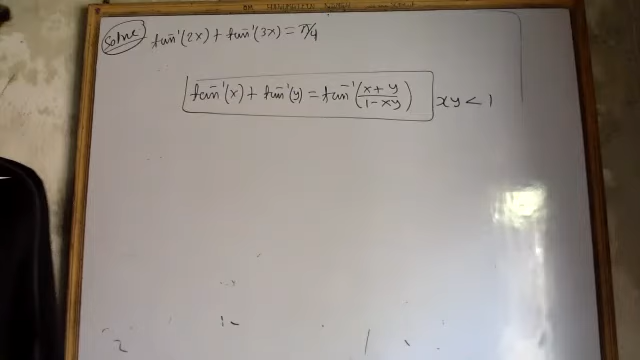 Solve tan⁻¹(2x) + tan⁻¹(3x) = π/4
tan⁻¹(x) + tan⁻¹(y) = tan⁻¹((x + y)/(1 - xy)) xy < 1